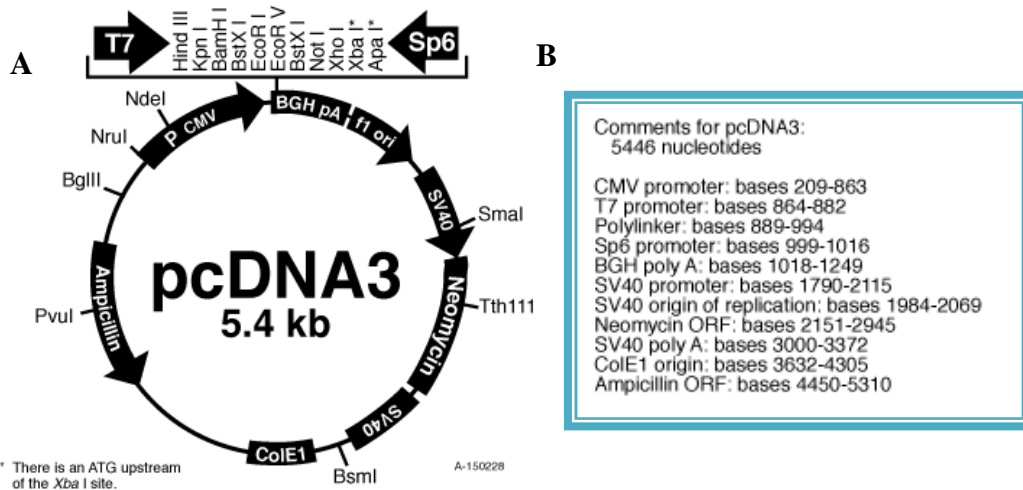 A
T7
Hind III
Kpn I
BamH I
BstX I
EcoR I
EcoR V
BstX I
Not I
Xho I
Xba I*
Apa I*
Sp6
NdeI
NruI
BglII
PvuI
P CMV
BGH pA
f1 ori
SV40
SmaI
Neomycin
Tth111
SV40
BsmI
ColE1
Ampicillin
pcDNA3
5.4 kb
* There is an ATG upstream
of the Xba I site.
A-150228
B
Comments for pcDNA3:
5446 nucleotides
CMV promoter: bases 209-863
T7 promoter: bases 864-882
Polylinker: bases 889-994
Sp6 promoter: bases 999-1016
BGH poly A: bases 1018-1249
SV40 promoter: bases 1790-2115
SV40 origin of replication: bases 1984-2069
Neomycin ORF: bases 2151-2945
SV40 poly A: bases 3000-3372
ColE1 origin: bases 3632-4305
Ampicillin ORF: bases 4450-5310